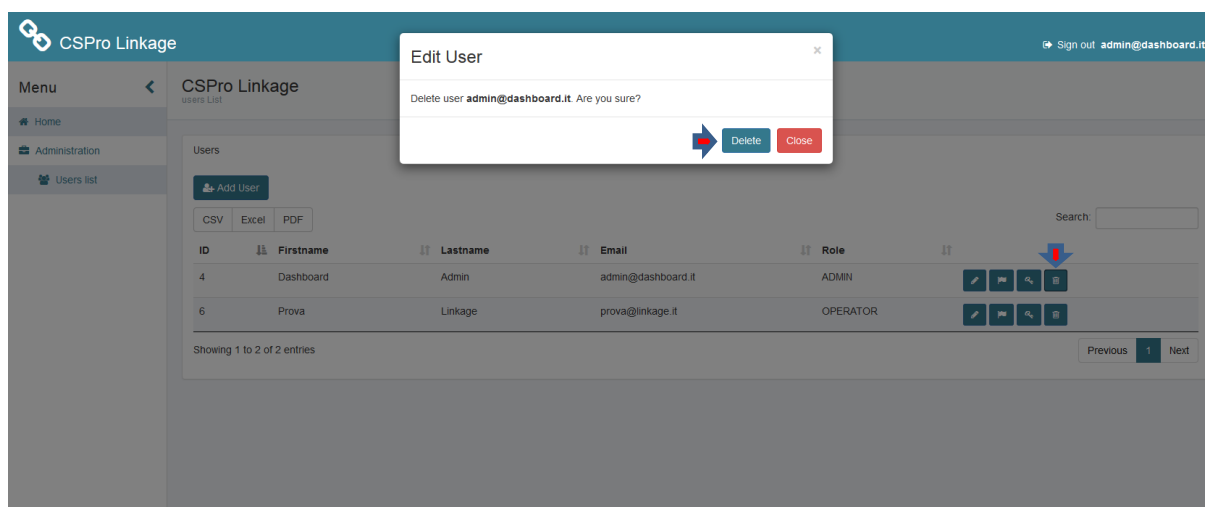 CSPro Linkage
Sign out admin@dashboard.it
Edit User
×
Delete user admin@dashboard.it. Are you sure?
Delete
Close
Menu
CSPro Linkage
users List
Home
Administration
Users list
Users
Add User
CSV Excel PDF
Search:
ID Firstname Lastname Email Role
4 Dashboard Admin admin@dashboard.it ADMIN
6 Prova Linkage prova@linkage.it OPERATOR
Showing 1 to 2 of 2 entries
Previous 1 Next